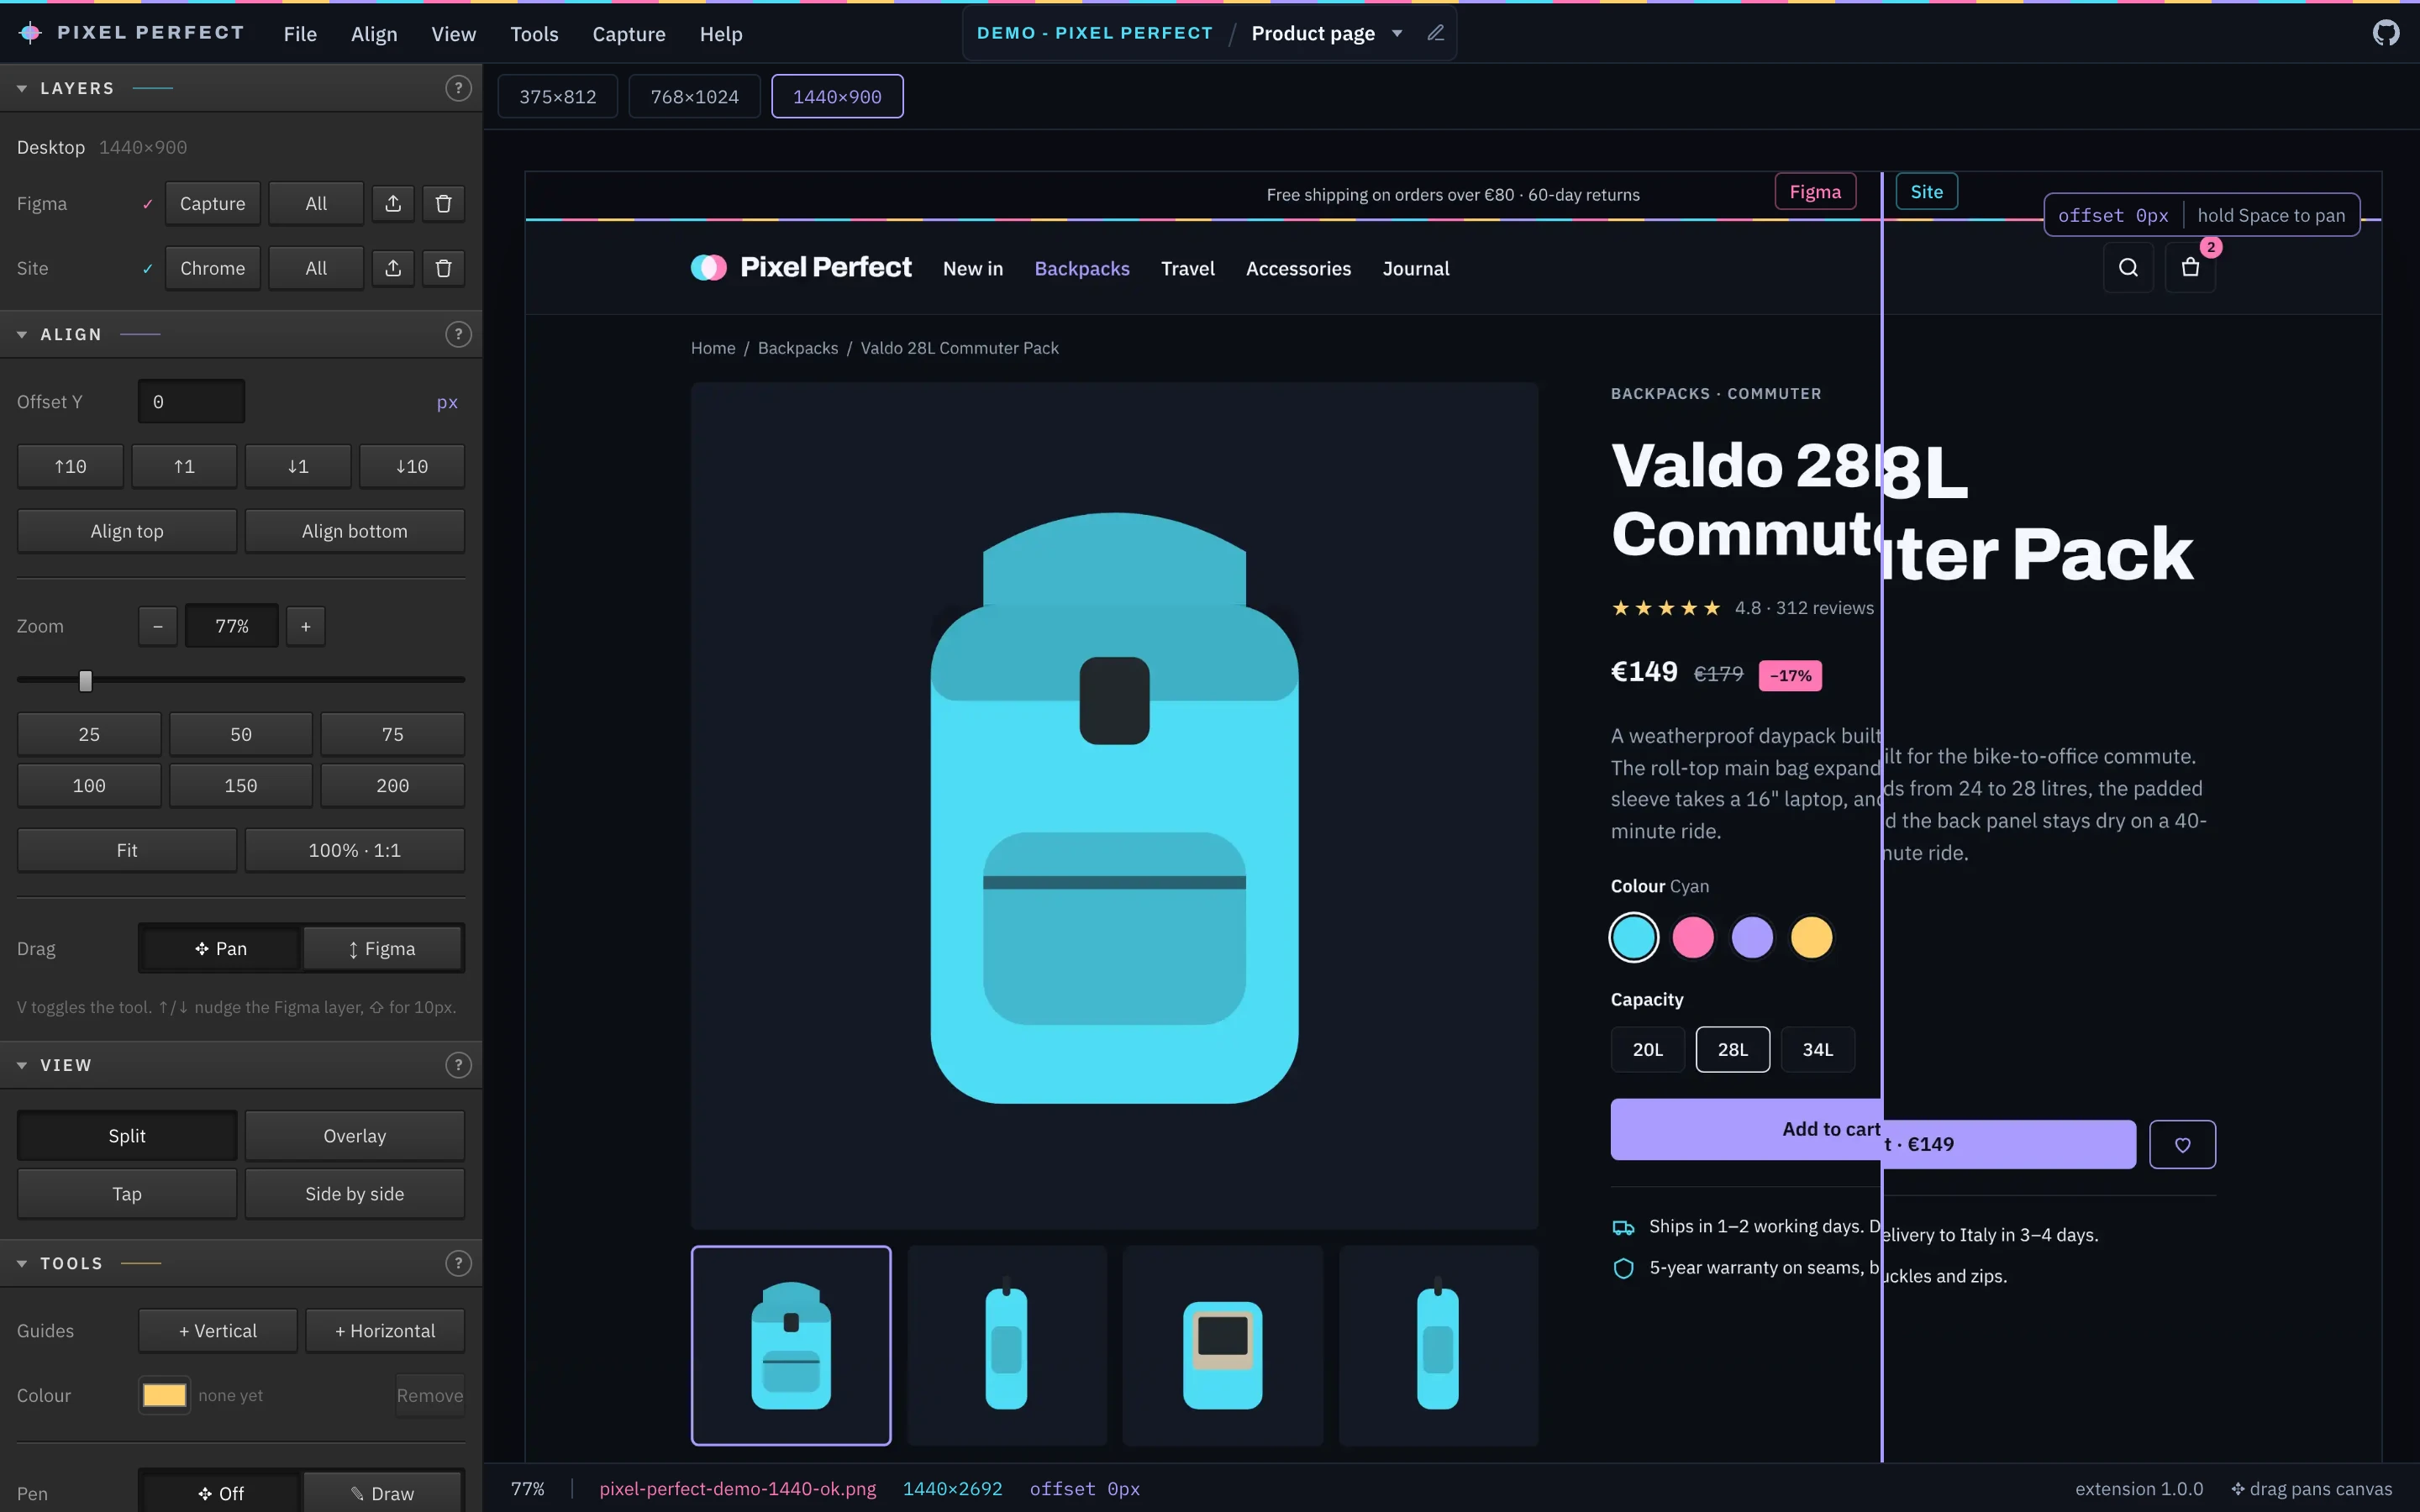 PIXEL PERFECT File Align View Tools Capture Help DEMO - PIXEL PERFECT / Product page
LAYERS ?
Desktop 1440×900
Figma ✓ Capture All
Site ✓ Chrome All
ALIGN ?
Offset Y 0 px
↑10 ↑1 ↓1 ↓10
Align top Align bottom
Zoom − 77% +
25 50 75
100 150 200
Fit 100% · 1:1
Drag Pan ↕ Figma
V toggles the tool. ↑/↓ nudge the Figma layer, ⇧ for 10px.
VIEW ?
Split Overlay
Tap Side by side
TOOLS ?
Guides + Vertical + Horizontal
Colour none yet Remove
Pen Off ✎ Draw
375×812 768×1024 1440×900
Free shipping on orders over €80 · 60-day returns
Figma Site
offset 0px hold Space to pan
Pixel Perfect New in Backpacks Travel Accessories Journal 2
Home / Backpacks / Valdo 28L Commuter Pack
BACKPACKS · COMMUTER
Valdo 28 8L
Commut ter Pack
★★★★★ 4.8 · 312 reviews
€149 €179 −17%
A weatherproof daypack built
The roll-top main bag expand
sleeve takes a 16" laptop, and
minute ride.
ilt for the bike-to-office commute.
ds from 24 to 28 litres, the padded
d the back panel stays dry on a 40-
nute ride.
Colour Cyan
Capacity
20L 28L 34L
Add to cart
t · €149
Ships in 1–2 working days. D
elivery to Italy in 3–4 days.
5-year warranty on seams, b
uckles and zips.
77% pixel-perfect-demo-1440-ok.png 1440×2692 offset 0px extension 1.0.0 drag pans canvas